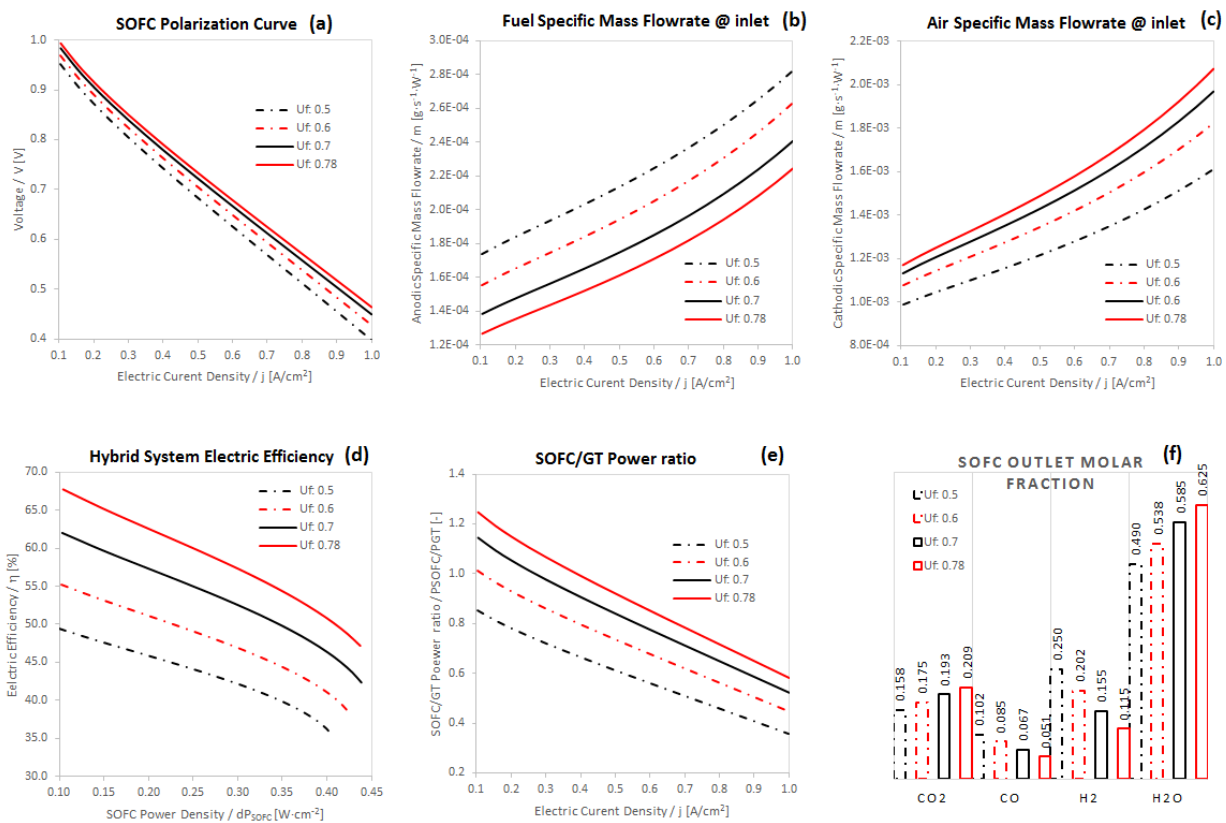 SOFC Polarization Curve (a)
1.0
0.9
0.8
0.7
0.6
0.5
0.4
Voltage / V [V]
Uf: 0.5
Uf: 0.6
Uf: 0.7
Uf: 0.78
0.1 0.2 0.3 0.4 0.5 0.6 0.7 0.8 0.9 1.0
Electric Curent Density / j [A/cm²]
Fuel Specific Mass Flowrate @ inlet
(b)
3.0E-04
2.8E-04
2.6E-04
2.4E-04
2.2E-04
2.0E-04
1.8E-04
1.6E-04
1.4E-04
1.2E-04
Anodic Specific Mass Flowrate / m [g·s⁻¹·W⁻¹]
Uf: 0.5
Uf: 0.6
Uf: 0.7
Uf: 0.78
0.1 0.2 0.3 0.4 0.5 0.6 0.7 0.8 0.9 1.0
Electric Curent Density / j [A/cm²]
Air Specific Mass Flowrate @ inlet
(c)
2.2E-03
2.0E-03
1.8E-03
1.6E-03
1.4E-03
1.2E-03
1.0E-03
8.0E-04
Cathodic Specific Mass Flowrate / m [g·s⁻¹·W⁻¹]
Uf: 0.5
Uf: 0.6
Uf: 0.6
Uf: 0.78
0.1 0.2 0.3 0.4 0.5 0.6 0.7 0.8 0.9 1.0
Electric Curent Density / j [A/cm²]
Hybrid System Electric Efficiency (d)
70.0
65.0
60.0
55.0
50.0
45.0
40.0
35.0
30.0
Eelctric Efficiency / η [%]
Uf: 0.5
Uf: 0.6
Uf: 0.7
Uf: 0.78
0.10 0.15 0.20 0.25 0.30 0.35 0.40 0.45
SOFC Power Density / dPSOFC [W·cm⁻²]
SOFC/GT Power ratio (e)
1.4
1.2
1.0
0.8
0.6
0.4
0.2
SOFC/GT Poewer ratio / PSOFC/PGT [-]
Uf: 0.5
Uf: 0.6
Uf: 0.7
Uf: 0.78
0.1 0.2 0.3 0.4 0.5 0.6 0.7 0.8 0.9 1.0
Electric Curent Density / j [A/cm²]
(f)
SOFC OUTLET MOLAR
FRACTION
Uf: 0.5
Uf: 0.6
Uf: 0.7
Uf: 0.78
0.158 0.175 0.193 0.209 0.102 0.085 0.067 0.051 0.250 0.202 0.155 0.115 0.490 0.538 0.585 0.625
CO2 CO H2 H2O